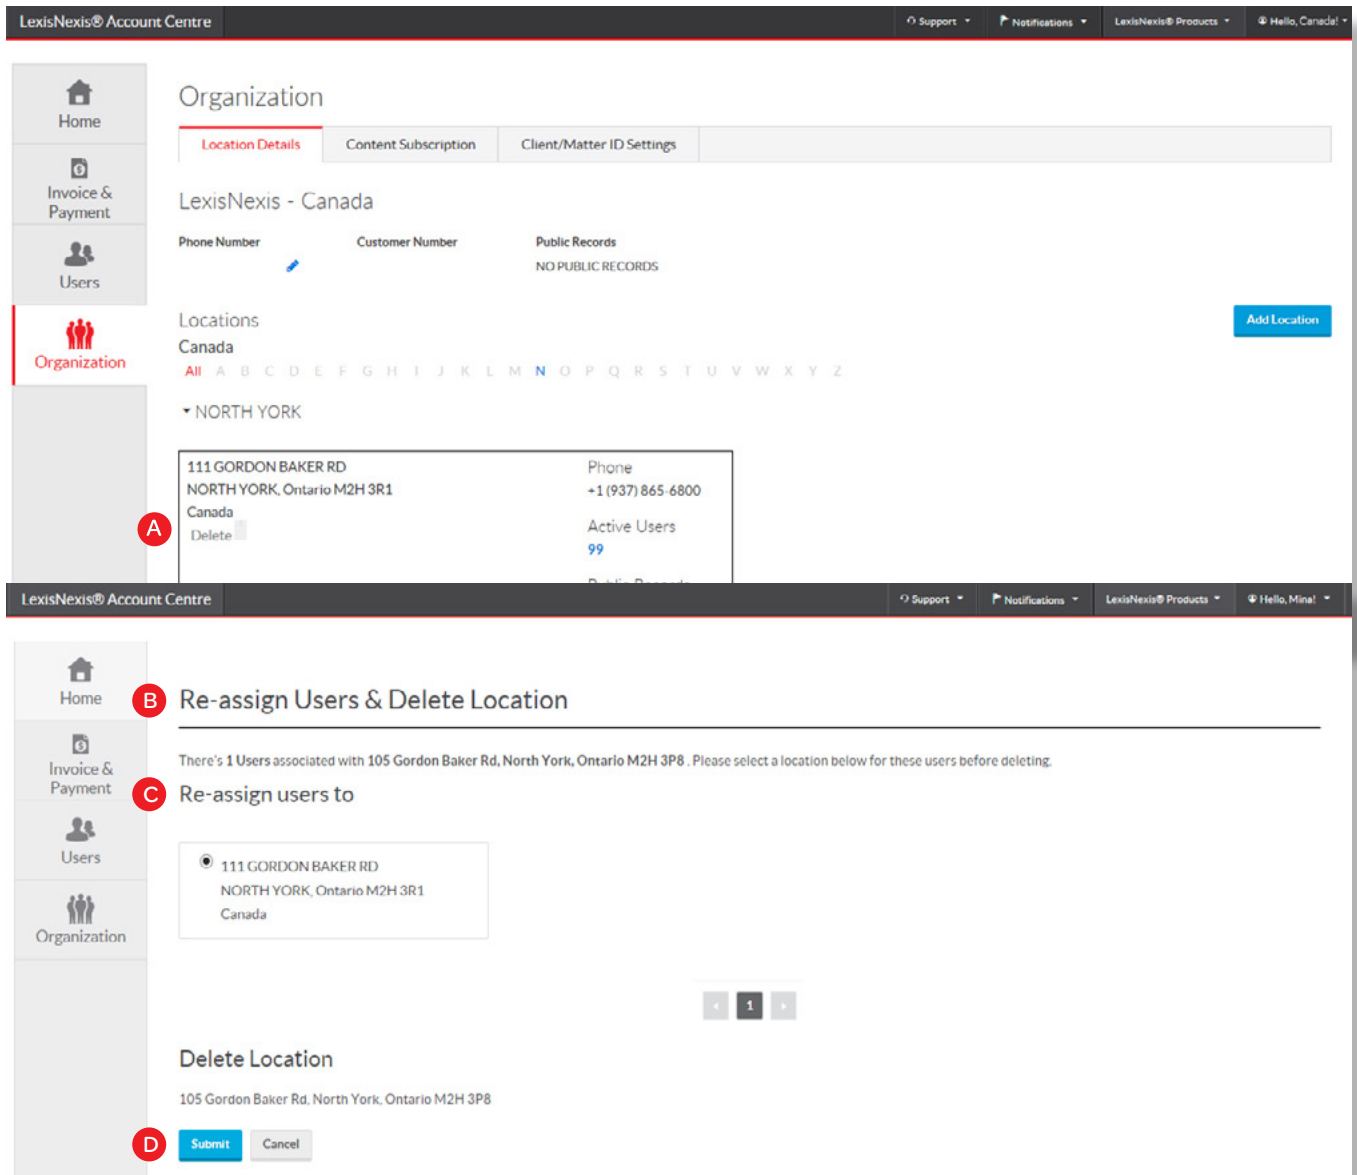 LexisNexis® Account Centre
Support
Notifications
LexisNexis® Products
Hello, Canada!
Home
Invoice &
Payment
Users
Organization
Organization
Location Details
Content Subscription
Client/Matter ID Settings
LexisNexis - Canada
Phone Number
Customer Number
Public Records
NO PUBLIC RECORDS
Locations
Add Location
Canada
All A B C D E F G H I J K L M N O P Q R S T U V W X Y Z
NORTH YORK
111 GORDON BAKER RD
NORTH YORK, Ontario M2H 3R1
Canada
A
Delete
Phone
+1 (937) 865-6800
Active Users
99
Public Records
LexisNexis® Account Centre
Support
Notifications
LexisNexis® Products
Hello, Mina!
Home
Invoice &
Payment
Users
Organization
B
Re-assign Users & Delete Location
There's 1 Users associated with 105 Gordon Baker Rd, North York, Ontario M2H 3P8 . Please select a location below for these users before deleting.
C
Re-assign users to
111 GORDON BAKER RD
NORTH YORK, Ontario M2H 3R1
Canada
1
Delete Location
105 Gordon Baker Rd, North York, Ontario M2H 3P8
D
Submit
Cancel